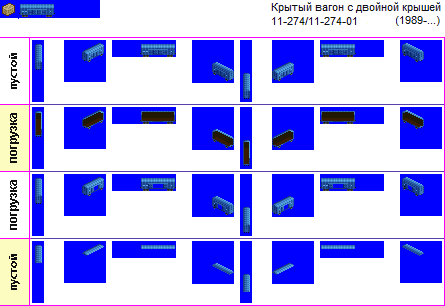 Крытый вагон с двойной крышей
11-274/11-274-01 (1989-...)
пустой
погрузка
погрузка
пустой